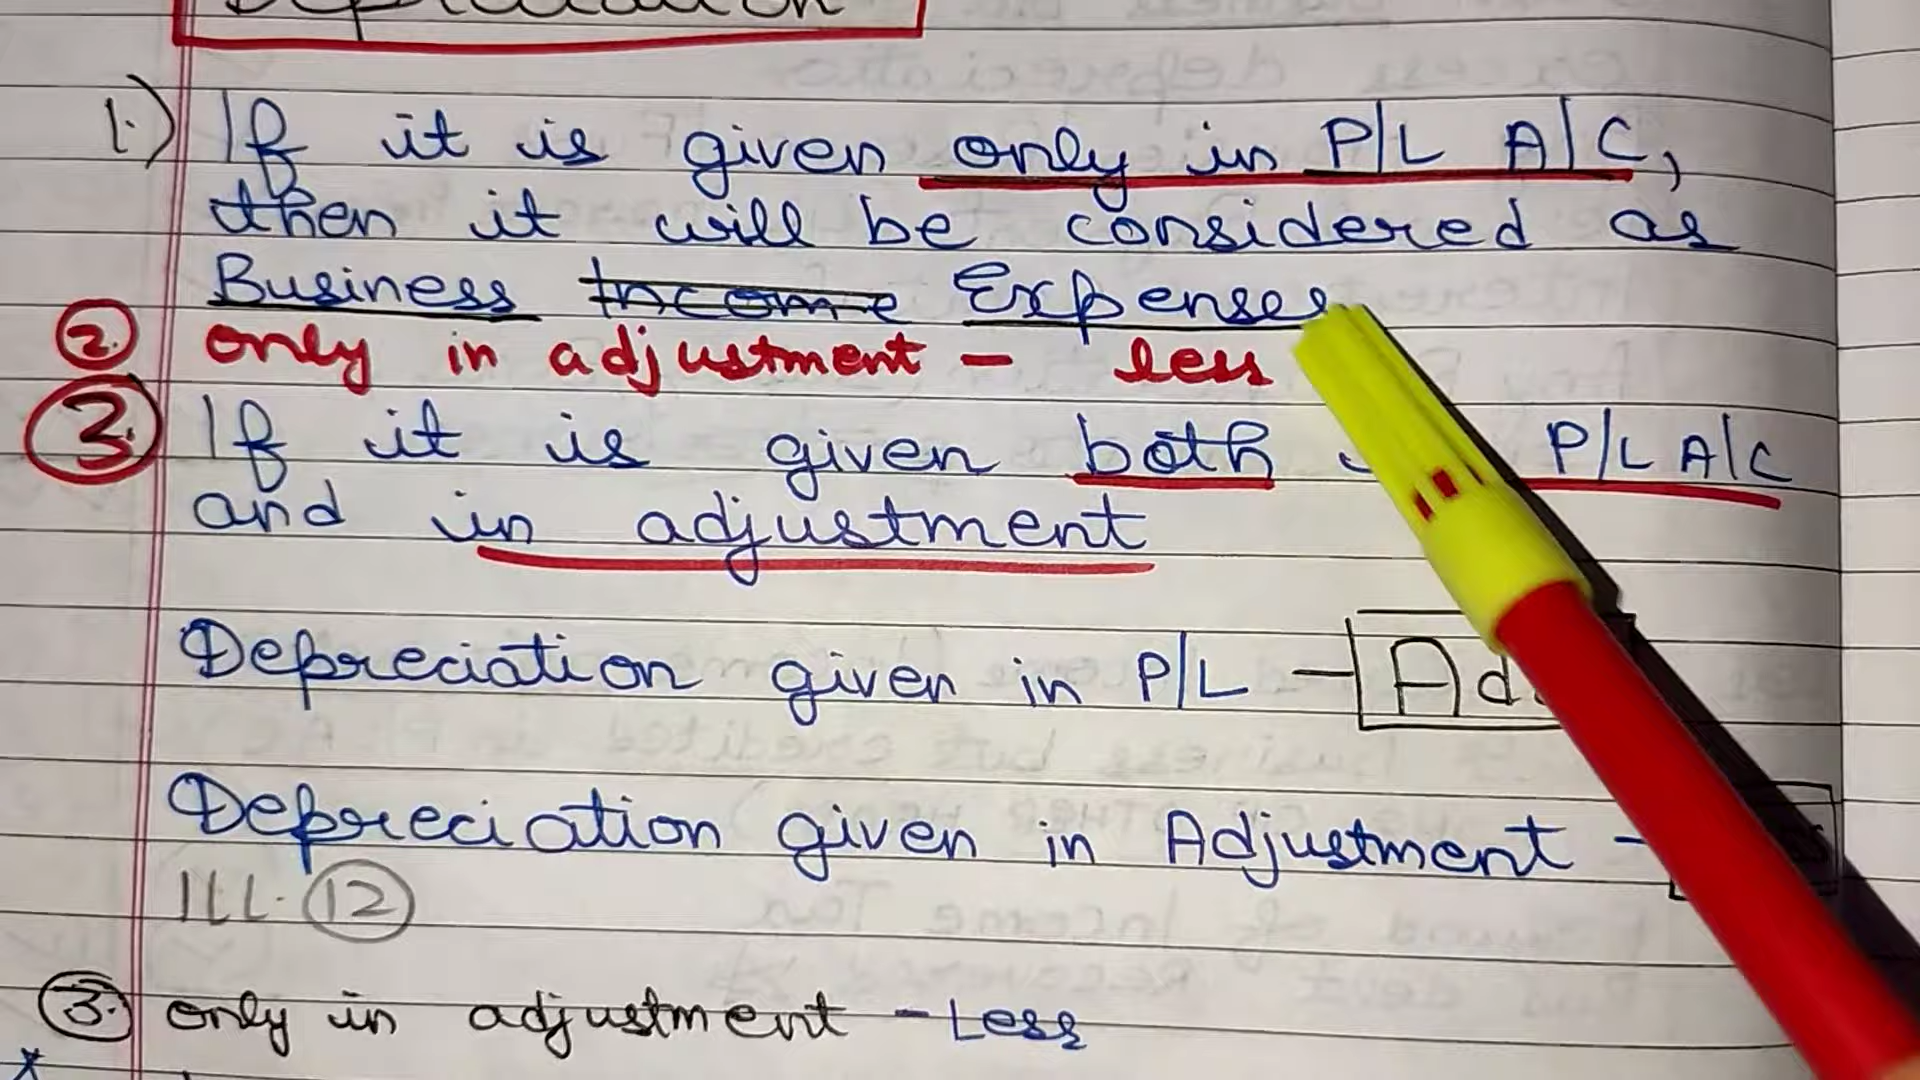 Depreciation
1.) If it is given only in P/L A/C,
then it will be considered as
Business Income Expenses
2. only in adjustment - less
3. If it is given both P/L A/C
and in adjustment
Depreciation given in P/L - Add
Depreciation given in Adjustment -
ILL. 12
3. only in adjustment - Less